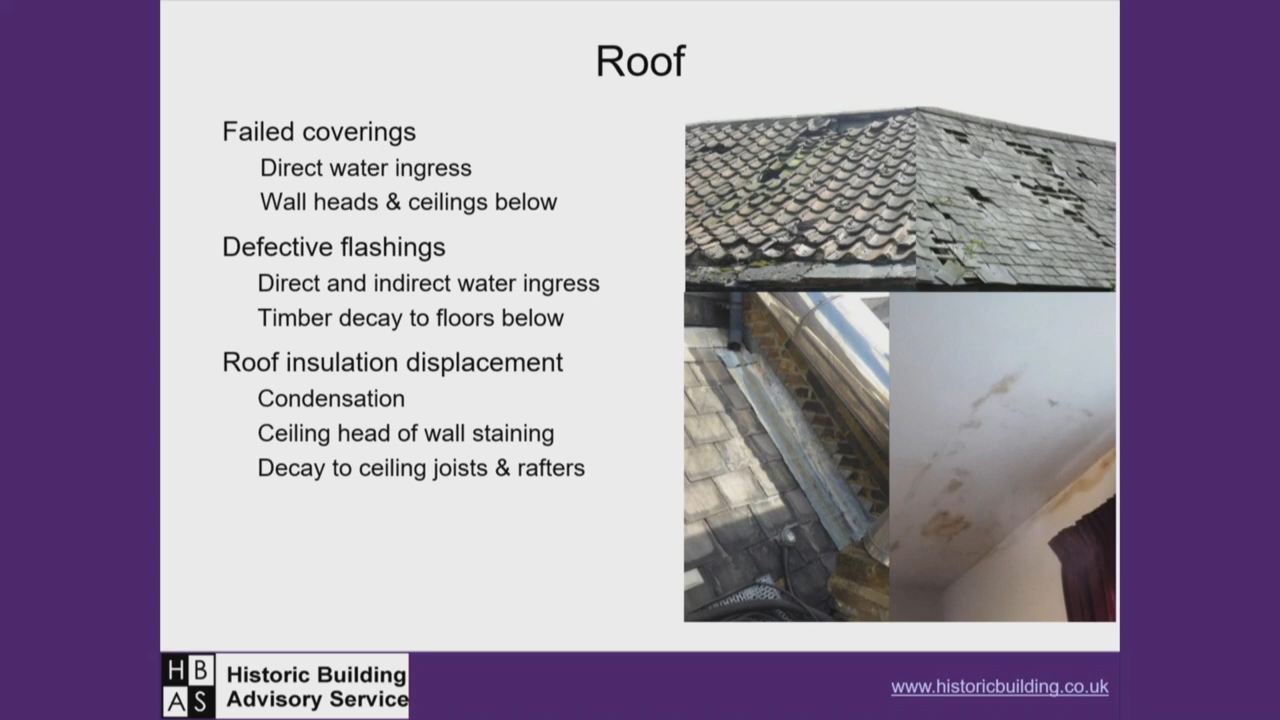 Roof
Failed coverings
Direct water ingress
Wall heads & ceilings below
Defective flashings
Direct and indirect water ingress
Timber decay to floors below
Roof insulation displacement
Condensation
Ceiling head of wall staining
Decay to ceiling joists & rafters
HB
AS
Historic Building
Advisory Service
www.historicbuilding.co.uk